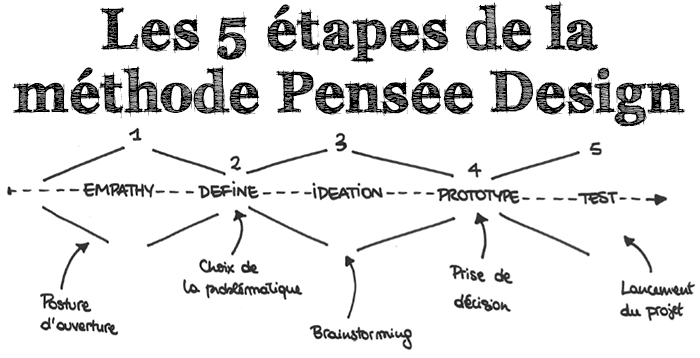 Les 5 étapes de la
méthode Pensée Design
1
2
3
4
5
EMPATHY
DEFINE
IDEATION
PROTOTYPE
TEST
Posture
d'ouverture
Choix de
la problématique
Brainstorming
Prise de
décision
Lancement
du projet